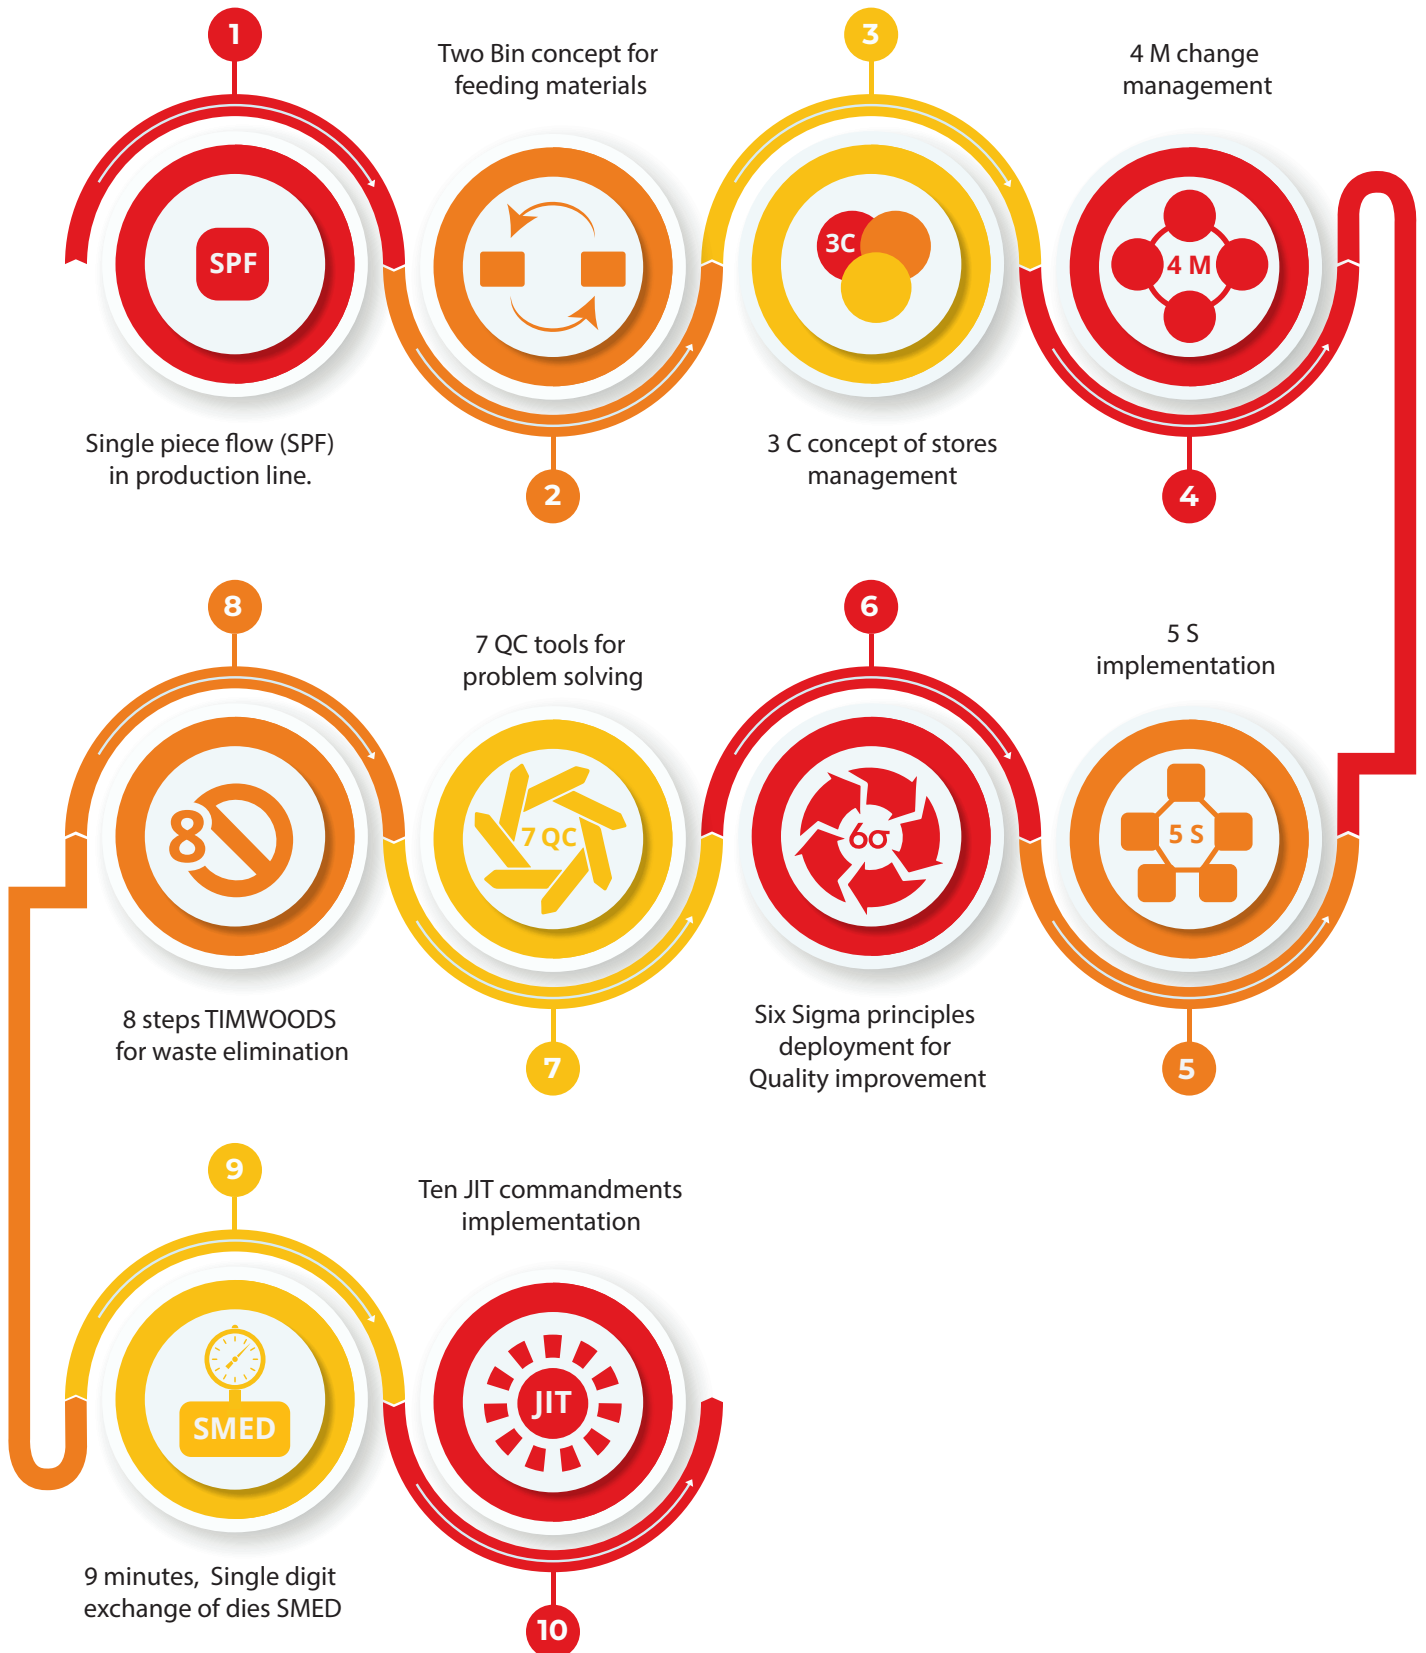 1
SPF
Single piece flow (SPF)
in production line.
Two Bin concept for
feeding materials
2
3
3C
3 C concept of stores
management
4 M change
management
4 M
4
5 S
implementation
5 S
5
6
6σ
Six Sigma principles
deployment for
Quality improvement
7 QC tools for
problem solving
7 QC
7
8
8
8 steps TIMWOODS
for waste elimination
9
SMED
9 minutes, Single digit
exchange of dies SMED
Ten JIT commandments
implementation
JIT
10